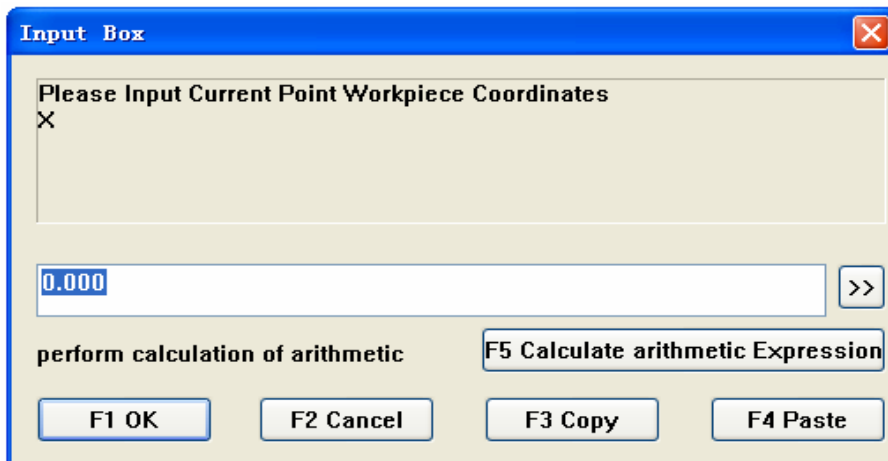 Input Box
Please Input Current Point Workpiece Coordinates
X
0.000
>>
perform calculation of arithmetic
F5 Calculate arithmetic Expression
F1 OK
F2 Cancel
F3 Copy
F4 Paste